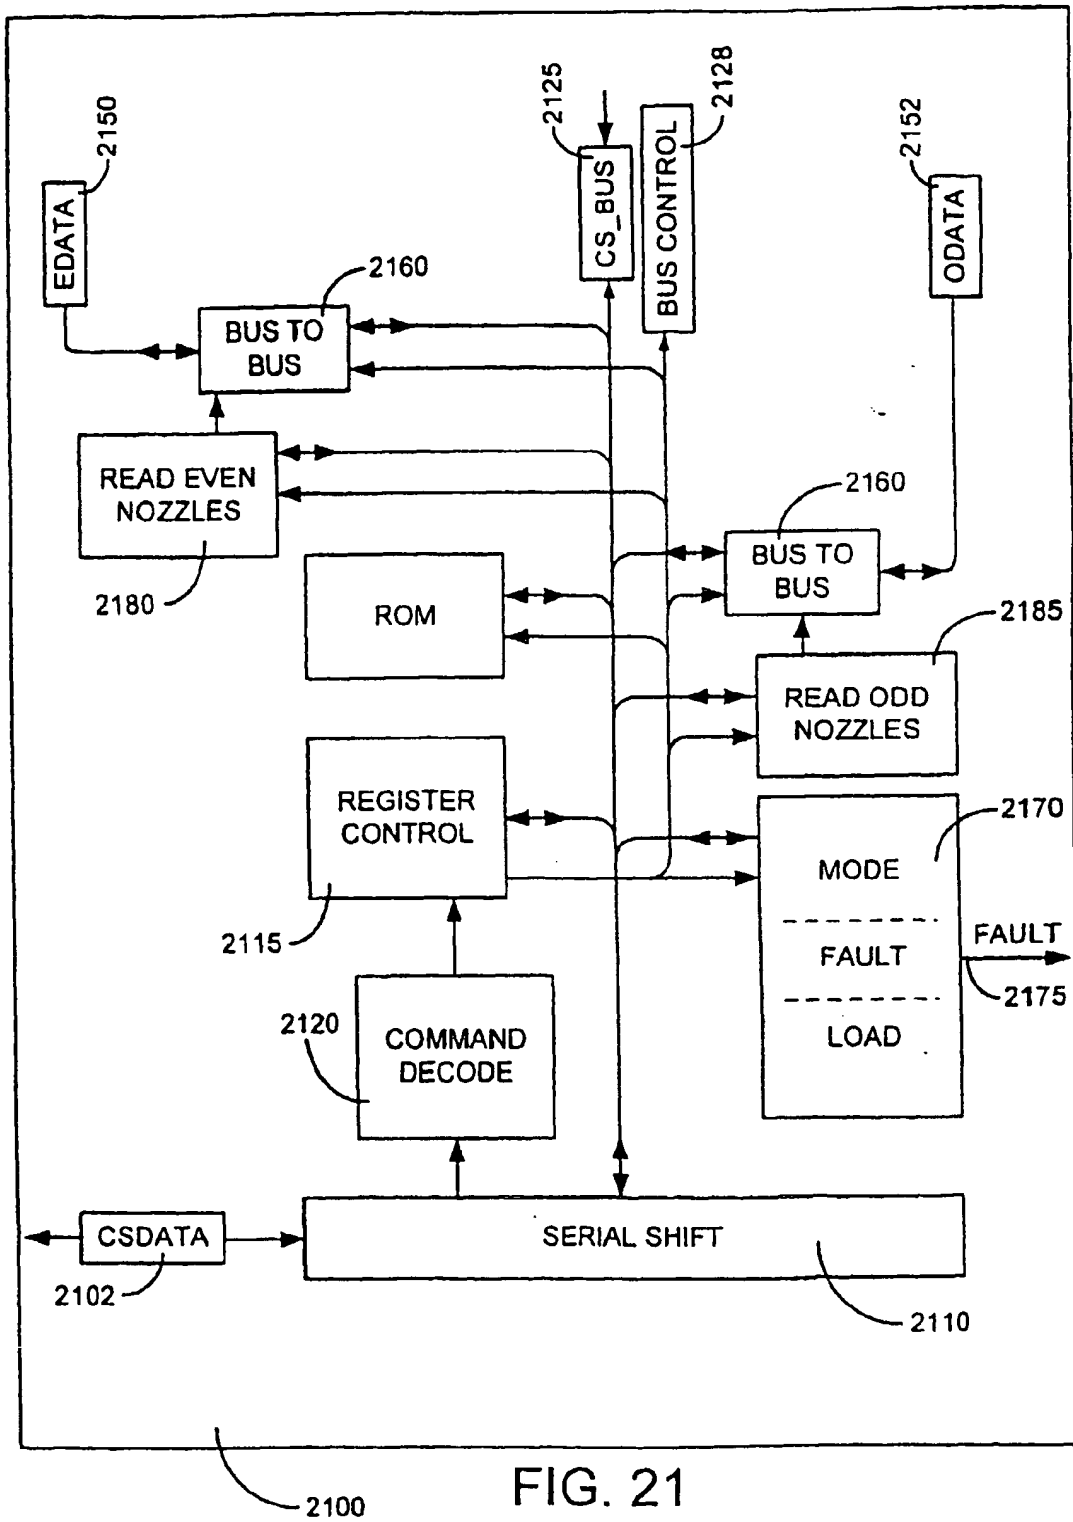 2150
2125
2128
2152
EDATA
CS_BUS
BUS CONTROL
ODATA
2160
BUS TO
BUS
READ EVEN
NOZZLES
2180
2160
BUS TO
BUS
ROM
2185
READ ODD
NOZZLES
REGISTER
CONTROL
2115
2170
MODE
FAULT
LOAD
FAULT
2175
2120
COMMAND
DECODE
CSDATA
2102
SERIAL SHIFT
2110
2100
FIG. 21